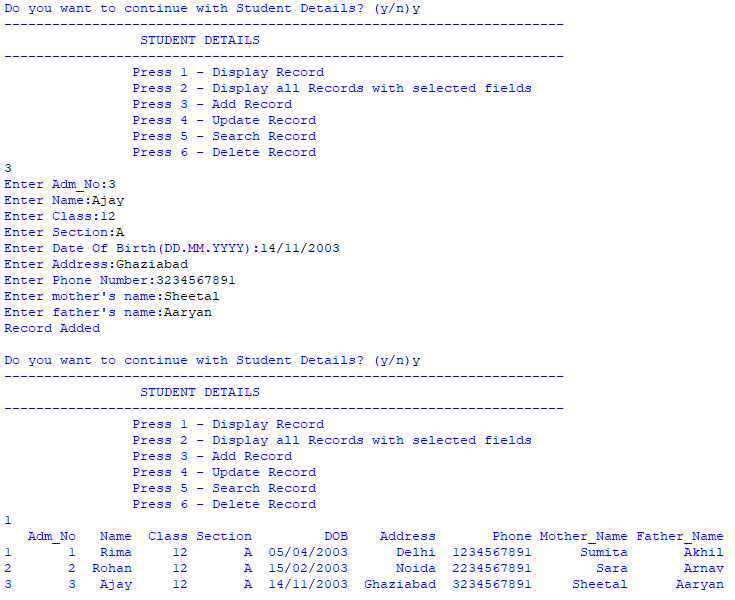 Do you want to continue with Student Details? (y/n)y
----------------------------------------------------------------------
STUDENT DETAILS
----------------------------------------------------------------------
Press 1 - Display Record
Press 2 - Display all Records with selected fields
Press 3 - Add Record
Press 4 - Update Record
Press 5 - Search Record
Press 6 - Delete Record
3
Enter Adm_No:3
Enter Name:Ajay
Enter Class:12
Enter Section:A
Enter Date Of Birth(DD.MM.YYYY):14/11/2003
Enter Address:Ghaziabad
Enter Phone Number:3234567891
Enter mother's name:Sheetal
Enter father's name:Aaryan
Record Added
Do you want to continue with Student Details? (y/n)y
----------------------------------------------------------------------
STUDENT DETAILS
----------------------------------------------------------------------
Press 1 - Display Record
Press 2 - Display all Records with selected fields
Press 3 - Add Record
Press 4 - Update Record
Press 5 - Search Record
Press 6 - Delete Record
1
Adm_No Name Class Section DOB Address Phone Mother_Name Father_Name
1 1 Rima 12 A 05/04/2003 Delhi 1234567891 Sumita Akhil
2 2 Rohan 12 A 15/02/2003 Noida 2234567891 Sara Arnav
3 3 Ajay 12 A 14/11/2003 Ghaziabad 3234567891 Sheetal Aaryan